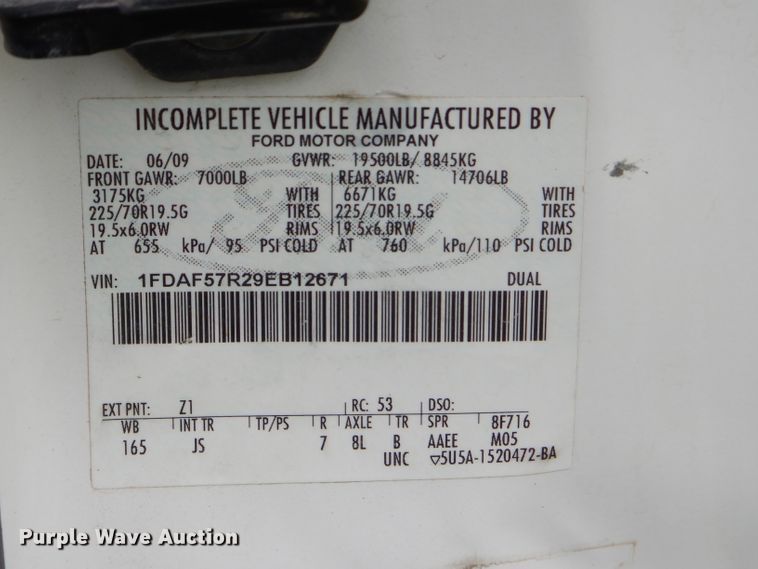 INCOMPLETE VEHICLE MANUFACTURED BY
FORD MOTOR COMPANY
DATE: 06/09 GVWR: 19500LB/ 8845KG
FRONT GAWR: 7000LB REAR GAWR: 14706LB
3175KG WITH 6671KG WITH
225/70R19.5G TIRES 225/70R19.5G TIRES
19.5x6.0RW RIMS 19.5x6.0RW RIMS
AT 655 kPa/ 95 PSI COLD AT 760 kPa/110 PSI COLD
VIN: 1FDAF57R29EB12671 DUAL
EXT PNT: Z1 RC: 53 DSO:
WB INT TR TP/PS R AXLE TR SPR 8F716
165 JS 7 8L B AAEE M05
UNC ▽5U5A-1520472-BA
Purple Wave Auction